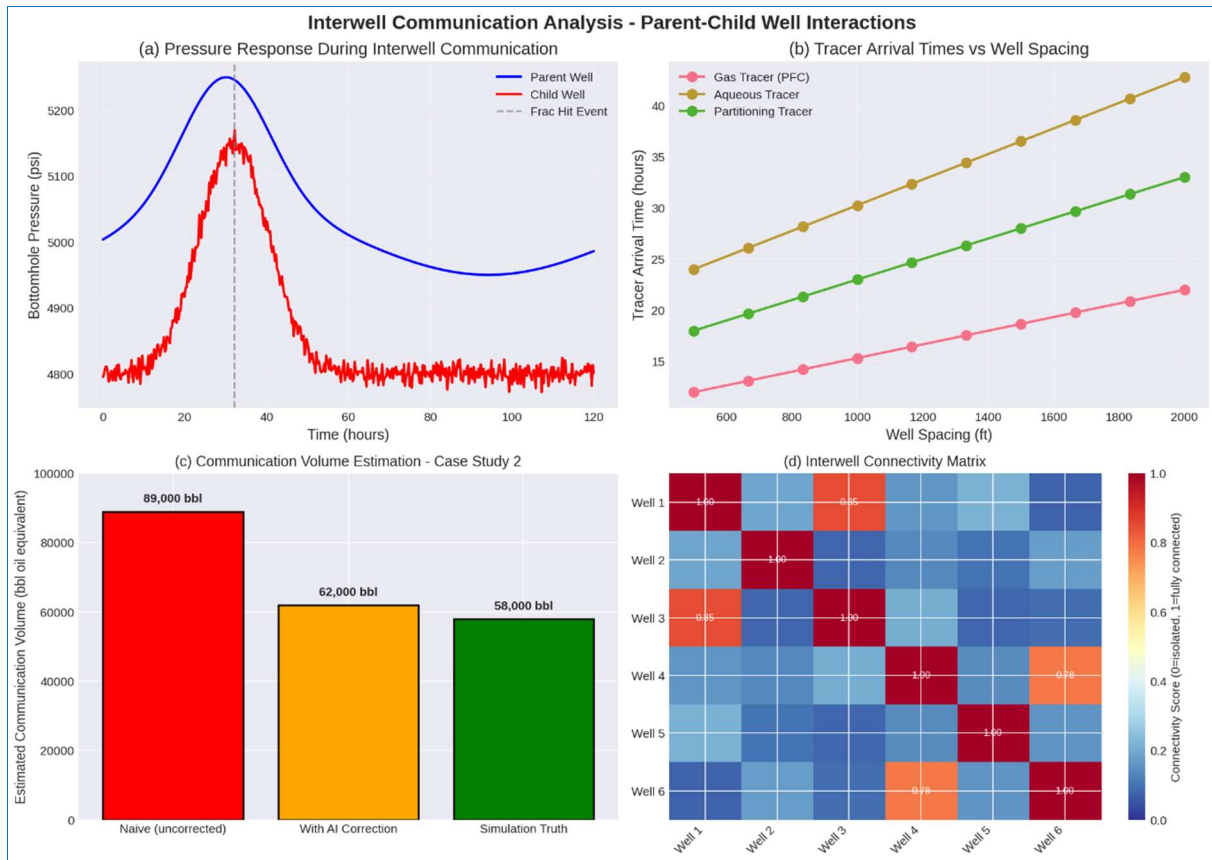 Interwell Communication Analysis - Parent-Child Well Interactions
(a) Pressure Response During Interwell Communication
Bottomhole Pressure (psi)
5200
5100
5000
4900
4800
Parent Well
Child Well
Frac Hit Event
0
20
40
60
80
100
120
Time (hours)
(b) Tracer Arrival Times vs Well Spacing
Tracer Arrival Time (hours)
40
35
30
25
20
15
Gas Tracer (PFC)
Aqueous Tracer
Partitioning Tracer
600
800
1000
1200
1400
1600
1800
2000
Well Spacing (ft)
(c) Communication Volume Estimation - Case Study 2
Estimated Communication Volume (bbl oil equivalent)
100000
80000
60000
40000
20000
0
89,000 bbl
62,000 bbl
58,000 bbl
Naive (uncorrected)
With AI Correction
Simulation Truth
(d) Interwell Connectivity Matrix
Well 1
Well 2
Well 3
Well 4
Well 5
Well 6
1.00
0.85
1.00
0.85
1.00
1.00
0.78
1.00
0.78
1.00
Well 1
Well 2
Well 3
Well 4
Well 5
Well 6
1.0
0.8
0.6
0.4
0.2
0.0
Connectivity Score (0=isolated, 1=fully connected)